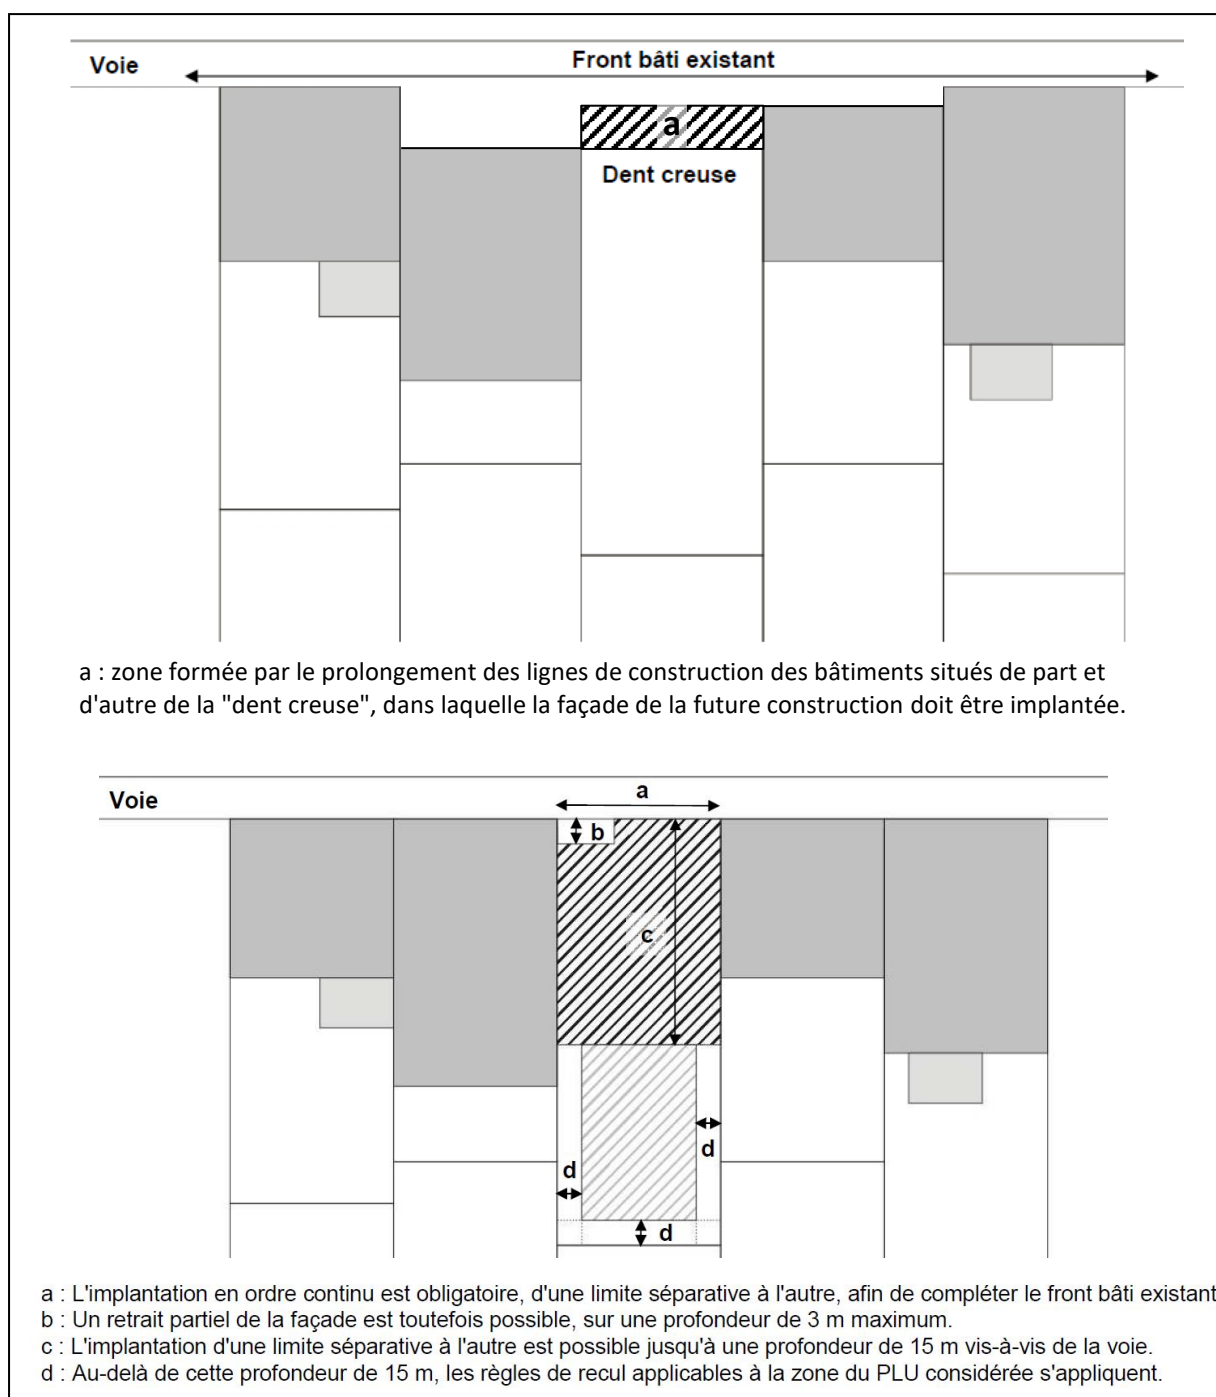 Voie
Front bâti existant
a
Dent creuse
a : zone formée par le prolongement des lignes de construction des bâtiments situés de part et
d'autre de la "dent creuse", dans laquelle la façade de la future construction doit être implantée.
Voie
a
b
c
d
d
d
a : L'implantation en ordre continu est obligatoire, d'une limite séparative à l'autre, afin de compléter le front bâti existant
b : Un retrait partiel de la façade est toutefois possible, sur une profondeur de 3 m maximum.
c : L'implantation d'une limite séparative à l'autre est possible jusqu'à une profondeur de 15 m vis-à-vis de la voie.
d : Au-delà de cette profondeur de 15 m, les règles de recul applicables à la zone du PLU considérée s'appliquent.